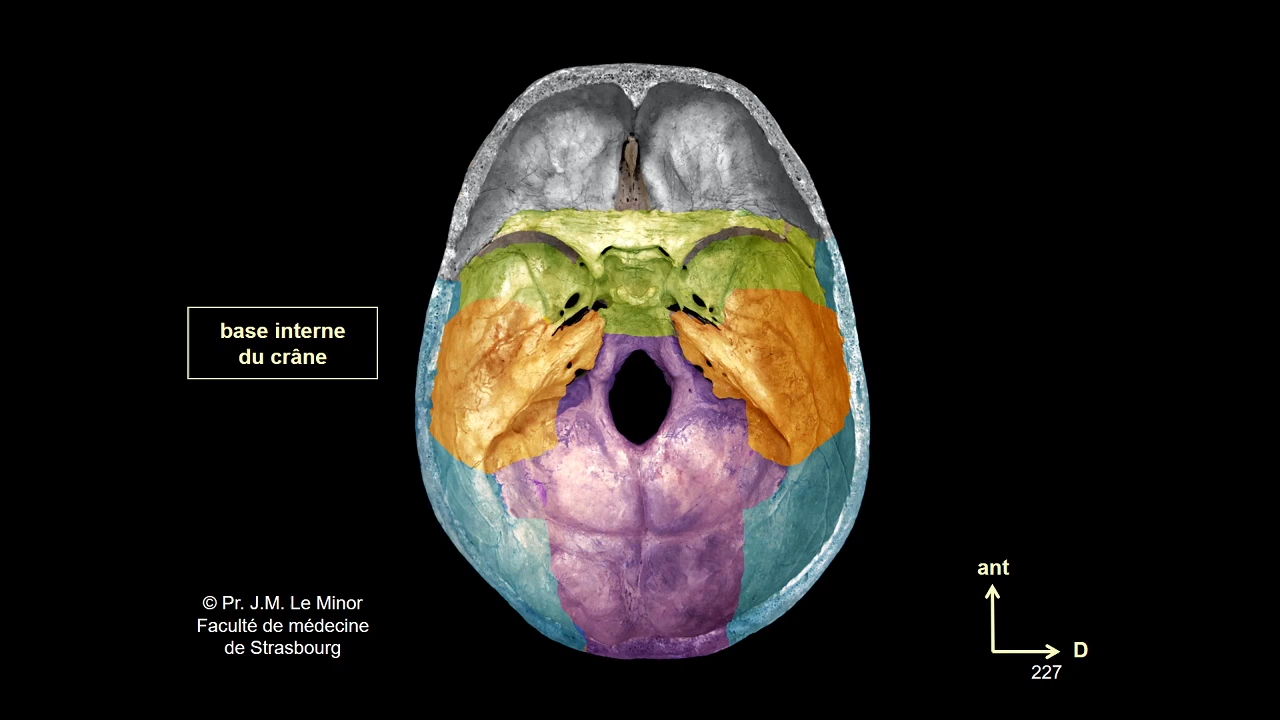 base interne
du crâne
© Pr. J.M. Le Minor
Faculté de médecine
de Strasbourg
ant
D
227